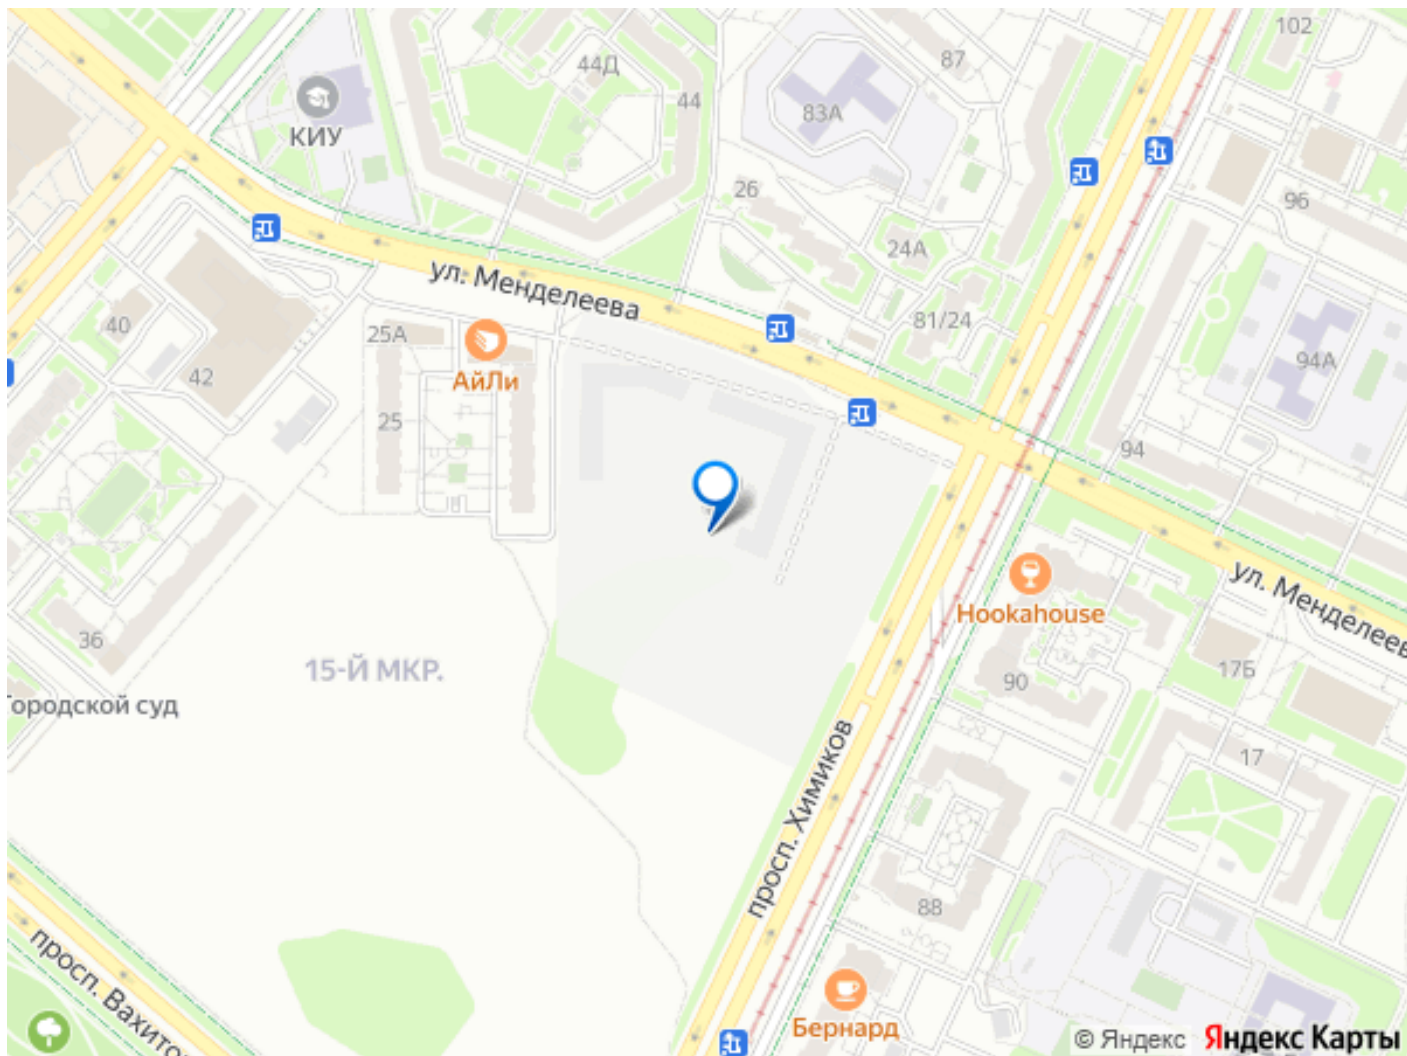 102
87
44Д
44
83А
КИУ
26
96
24А
ул. Менделеева
81/24
40
25А
94А
АйЛи
42
25
94
ул. Менделеев
Hookahouse
36
15-Й МКР.
17Б
90
Городской суд
17
просп. Химиков
88
просп. Вахитов
Бернард
© Яндекс Яндекс Карты